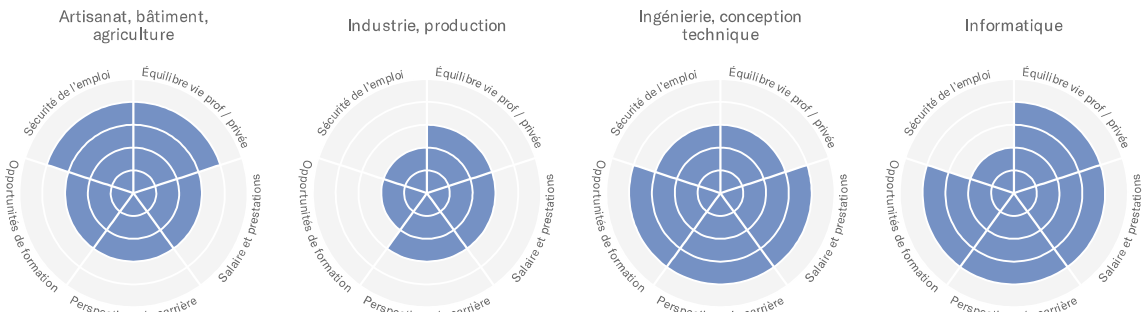 Artisanat, bâtiment,
agriculture
Industrie, production
Ingénierie, conception
technique
Informatique
Sécurité de l'emploi
Équilibre vie prof / privée
Salaire et prestations
Opportunités de formation
Sécurité de l'emploi
Équilibre vie prof / privée
Salaire et prestations
Opportunités de formation
Sécurité de l'emploi
Équilibre vie prof / privée
Salaire et prestations
Opportunités de formation
Sécurité de l'emploi
Équilibre vie prof / privée
Salaire et prestations
Opportunités de formation